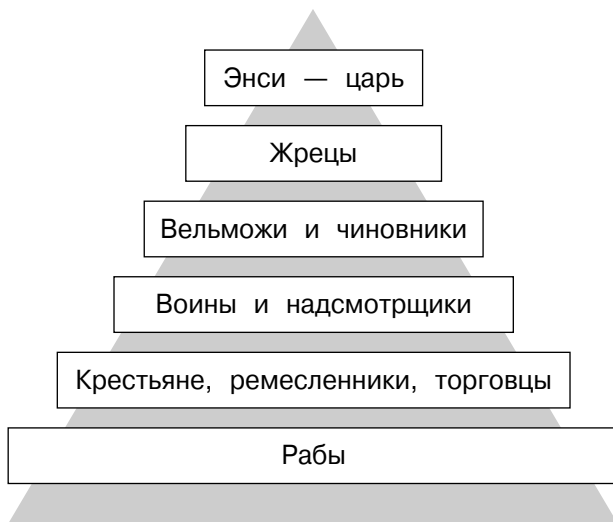 Энси — царь
Жрецы
Вельможи и чиновники
Воины и надсмотрщики
Крестьяне, ремесленники, торговцы
Рабы